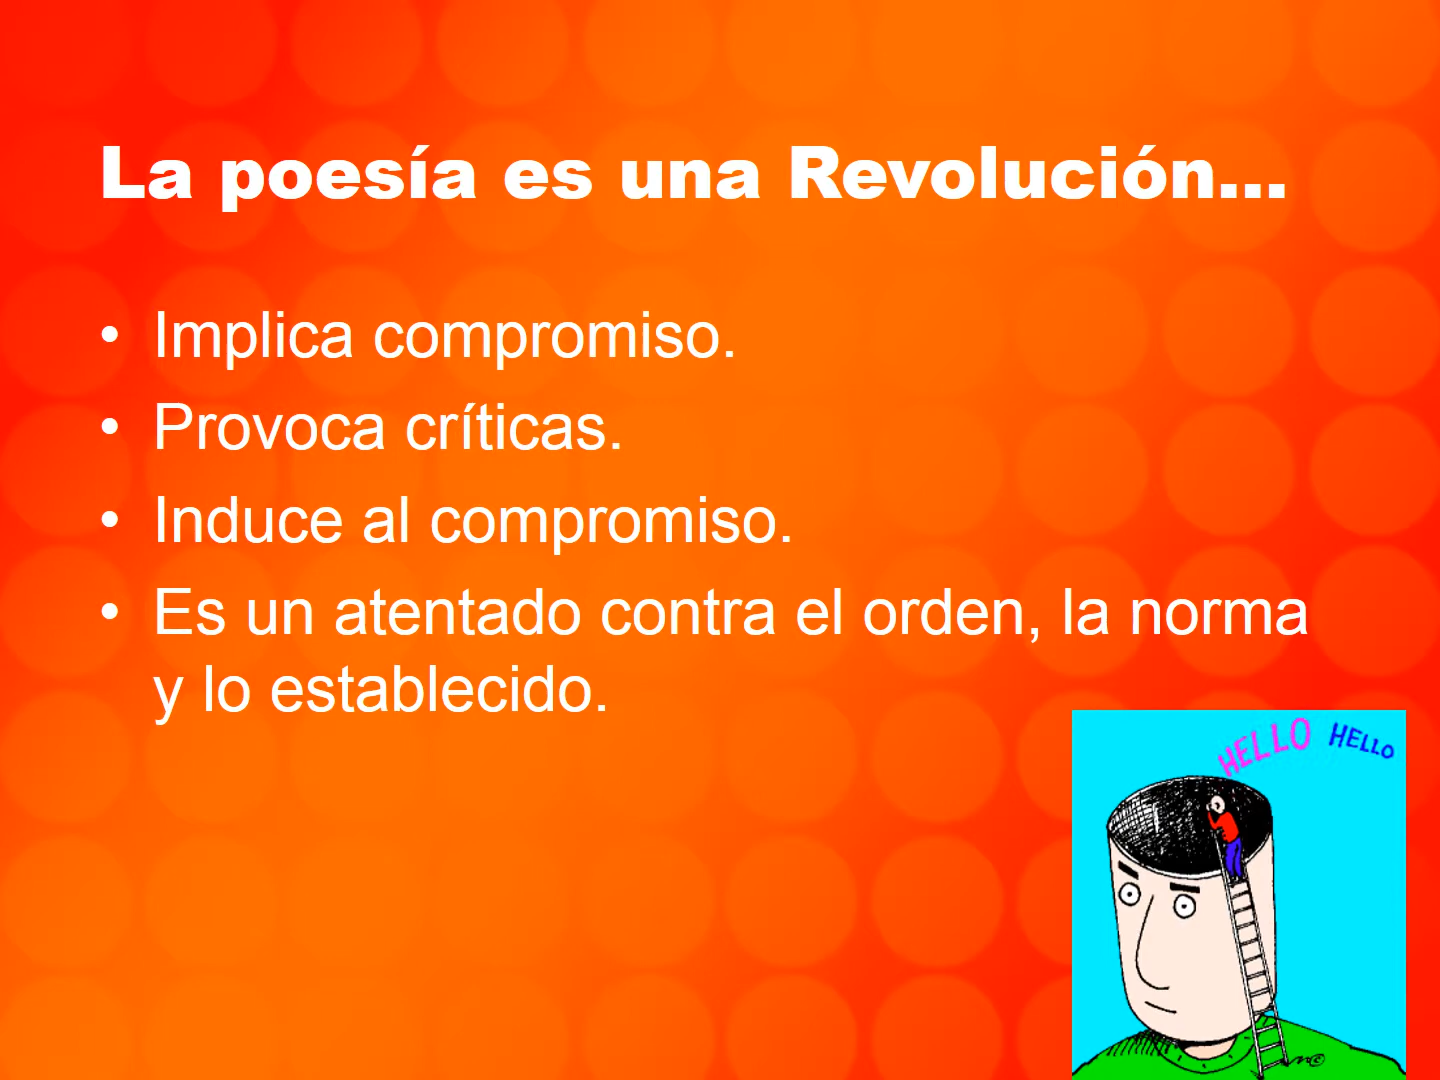 La poesía es una Revolución...
• Implica compromiso.
• Provoca críticas.
• Induce al compromiso.
• Es un atentado contra el orden, la norma
y lo establecido.
HELLO HELLO